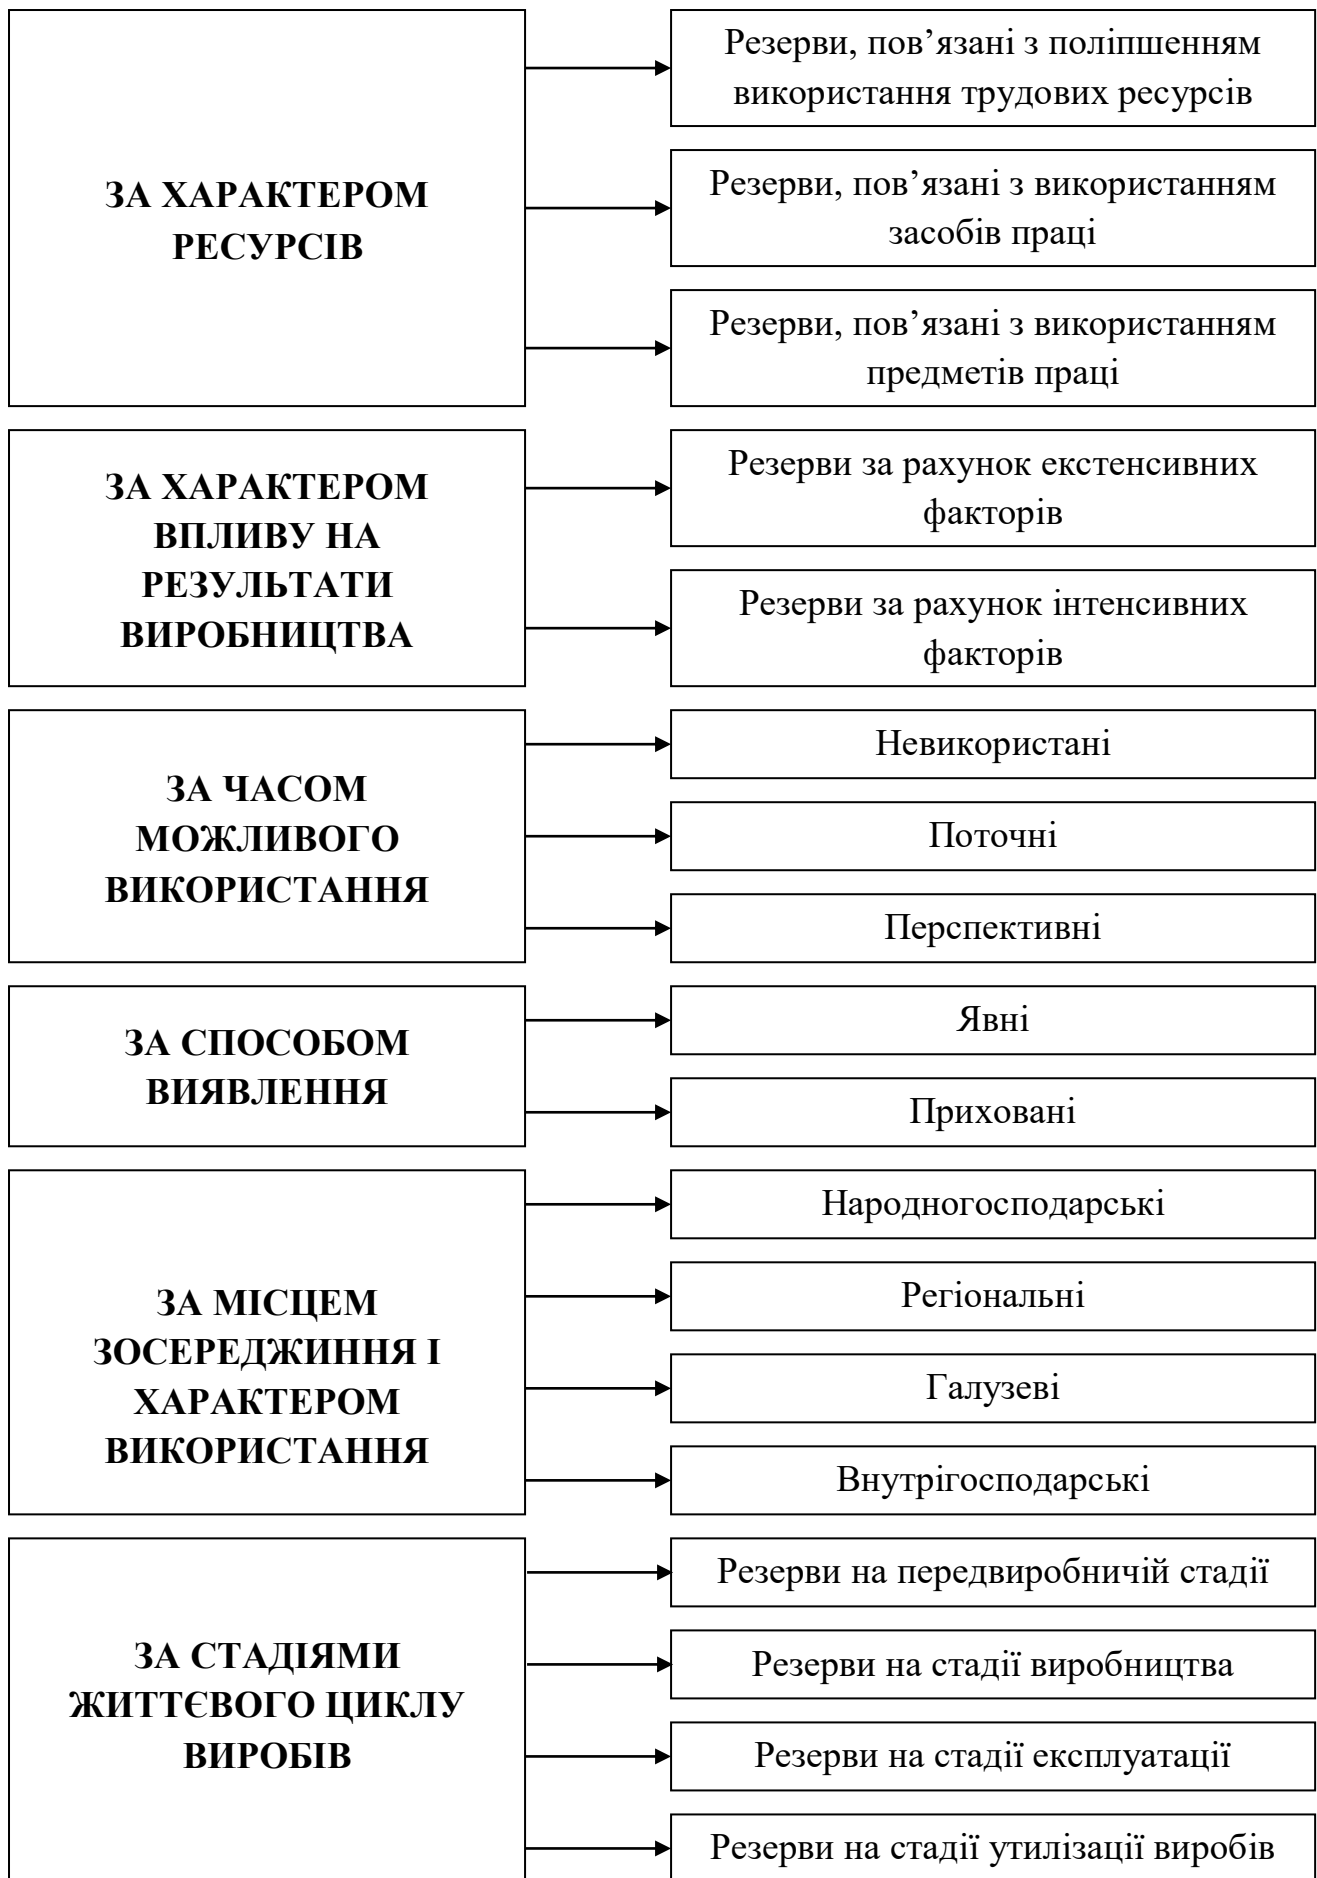 ЗА ХАРАКТЕРОМ
РЕСУРСІВ
Резерви, пов’язані з поліпшенням
використання трудових ресурсів
Резерви, пов’язані з використанням
засобів праці
Резерви, пов’язані з використанням
предметів праці
ЗА ХАРАКТЕРОМ
ВПЛИВУ НА
РЕЗУЛЬТАТИ
ВИРОБНИЦТВА
Резерви за рахунок екстенсивних
факторів
Резерви за рахунок інтенсивних
факторів
ЗА ЧАСОМ
МОЖЛИВОГО
ВИКОРИСТАННЯ
Невикористані
Поточні
Перспективні
ЗА СПОСОБОМ
ВИЯВЛЕННЯ
Явні
Приховані
ЗА МІСЦЕМ
ЗОСЕРЕДЖИННЯ І
ХАРАКТЕРОМ
ВИКОРИСТАННЯ
Народногосподарські
Регіональні
Галузеві
Внутрігосподарські
ЗА СТАДІЯМИ
ЖИТТЄВОГО ЦИКЛУ
ВИРОБІВ
Резерви на передвиробничій стадії
Резерви на стадії виробництва
Резерви на стадії експлуатації
Резерви на стадії утилізації виробів